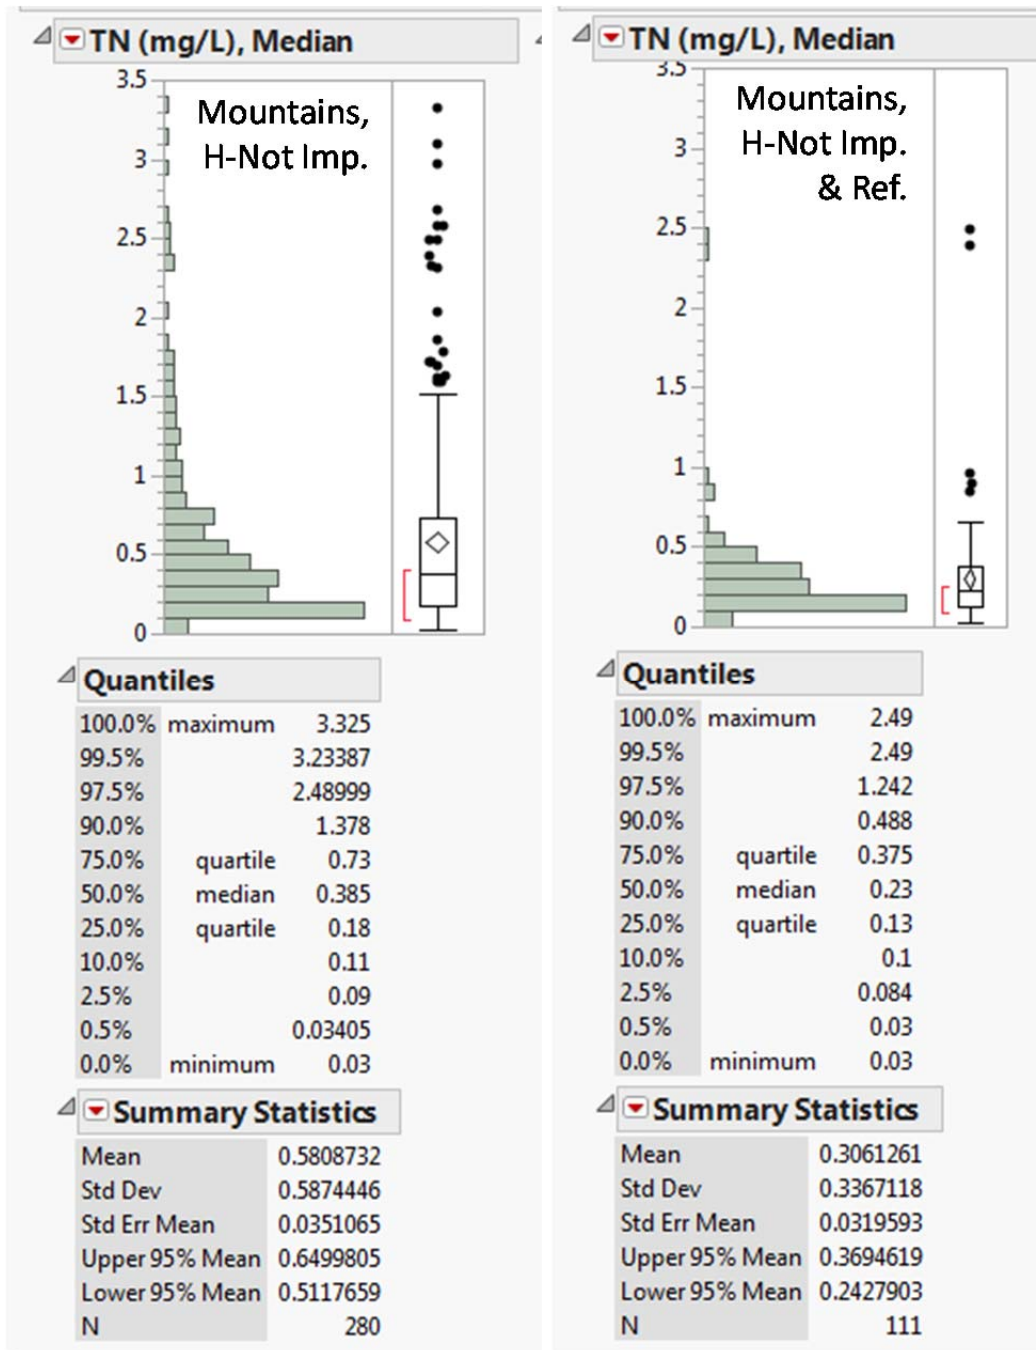 TN (mg/L), Median
Mountains,
H-Not Imp.
3.5
3
2.5
2
1.5
1
0.5
0
Quantiles
100.0% maximum 3.325
99.5% 3.23387
97.5% 2.48999
90.0% 1.378
75.0% quartile 0.73
50.0% median 0.385
25.0% quartile 0.18
10.0% 0.11
2.5% 0.09
0.5% 0.03405
0.0% minimum 0.03
Summary Statistics
Mean 0.5808732
Std Dev 0.5874446
Std Err Mean 0.0351065
Upper 95% Mean 0.6499805
Lower 95% Mean 0.5117659
N 280
TN (mg/L), Median
Mountains,
H-Not Imp.
& Ref.
3.5
3
2.5
2
1.5
1
0.5
0
Quantiles
100.0% maximum 2.49
99.5% 2.49
97.5% 1.242
90.0% 0.488
75.0% quartile 0.375
50.0% median 0.23
25.0% quartile 0.13
10.0% 0.1
2.5% 0.084
0.5% 0.03
0.0% minimum 0.03
Summary Statistics
Mean 0.3061261
Std Dev 0.3367118
Std Err Mean 0.0319593
Upper 95% Mean 0.3694619
Lower 95% Mean 0.2427903
N 111